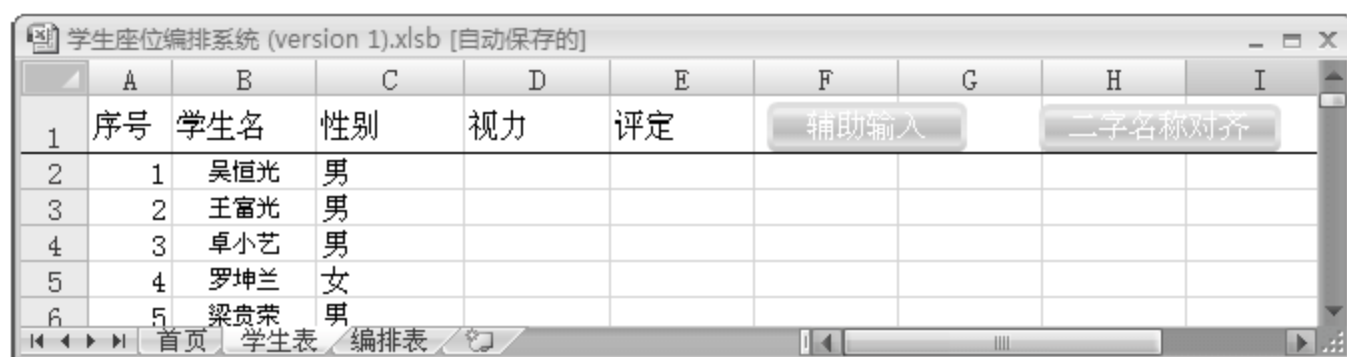 学生座位编排系统 (version 1).xlsb [自动保存的]
A B C D E F G H I
1 序号 学生名 性别 视力 评定 辅助输入 二字名称对齐
2 1 吴恒光 男
3 2 王富光 男
4 3 卓小艺 男
5 4 罗坤兰 女
6 5 梁贵荣 男
首页 学生表 编排表